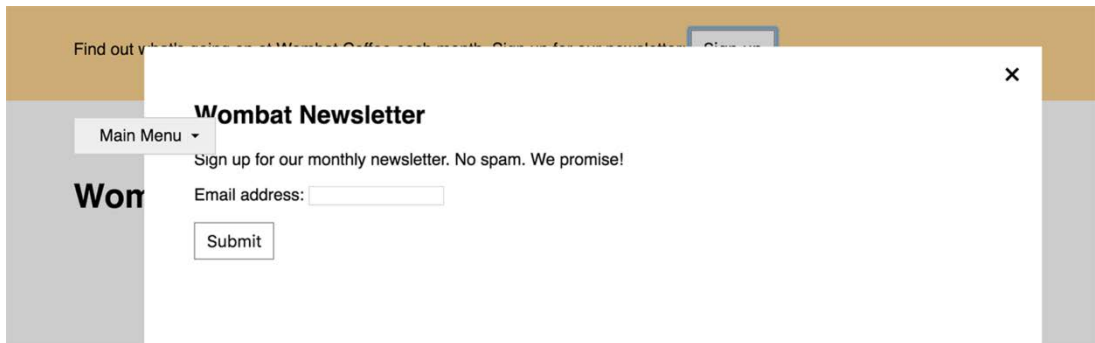 Find out
×
Wombat Newsletter
Main Menu
Sign up for our monthly newsletter. No spam. We promise!
Wom
Email address:
Submit